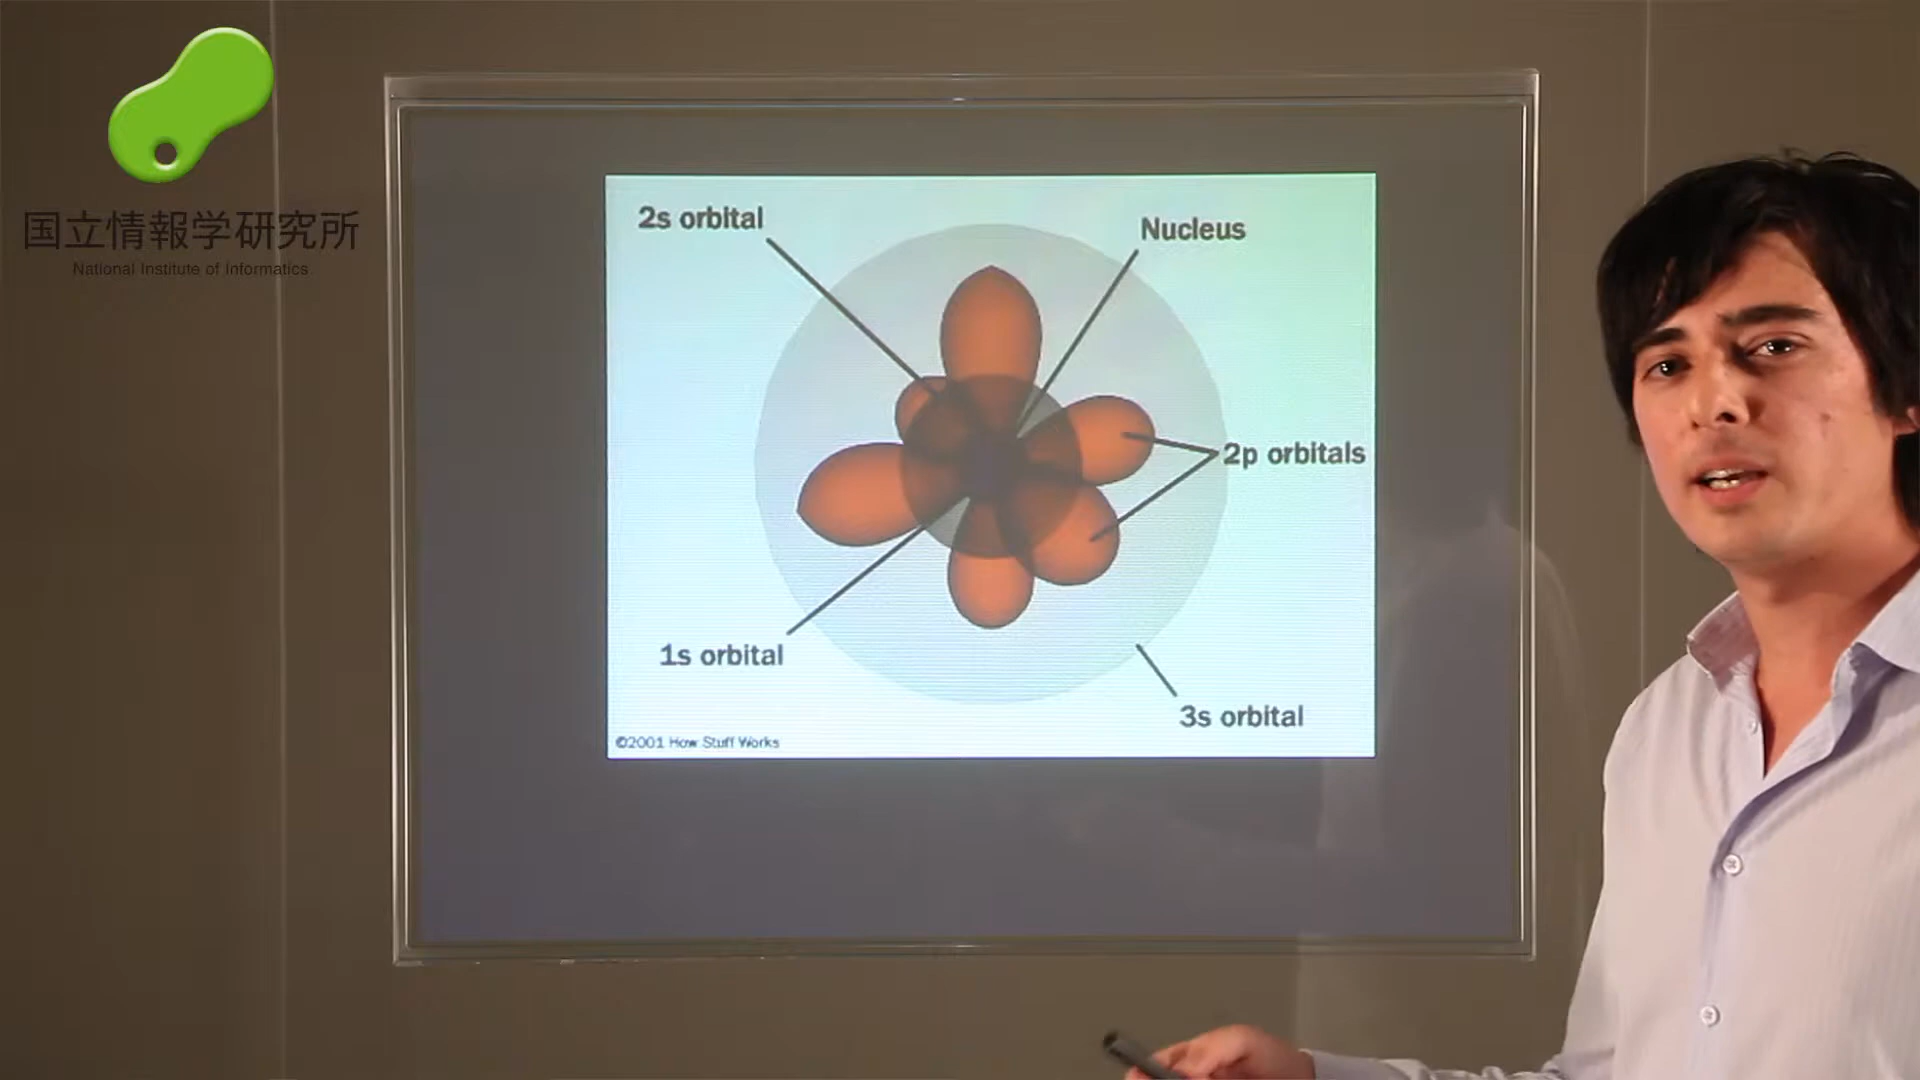 国立情報学研究所
National Institute of Informatics
2s orbital
Nucleus
2p orbitals
1s orbital
3s orbital
©2001 How Stuff Works